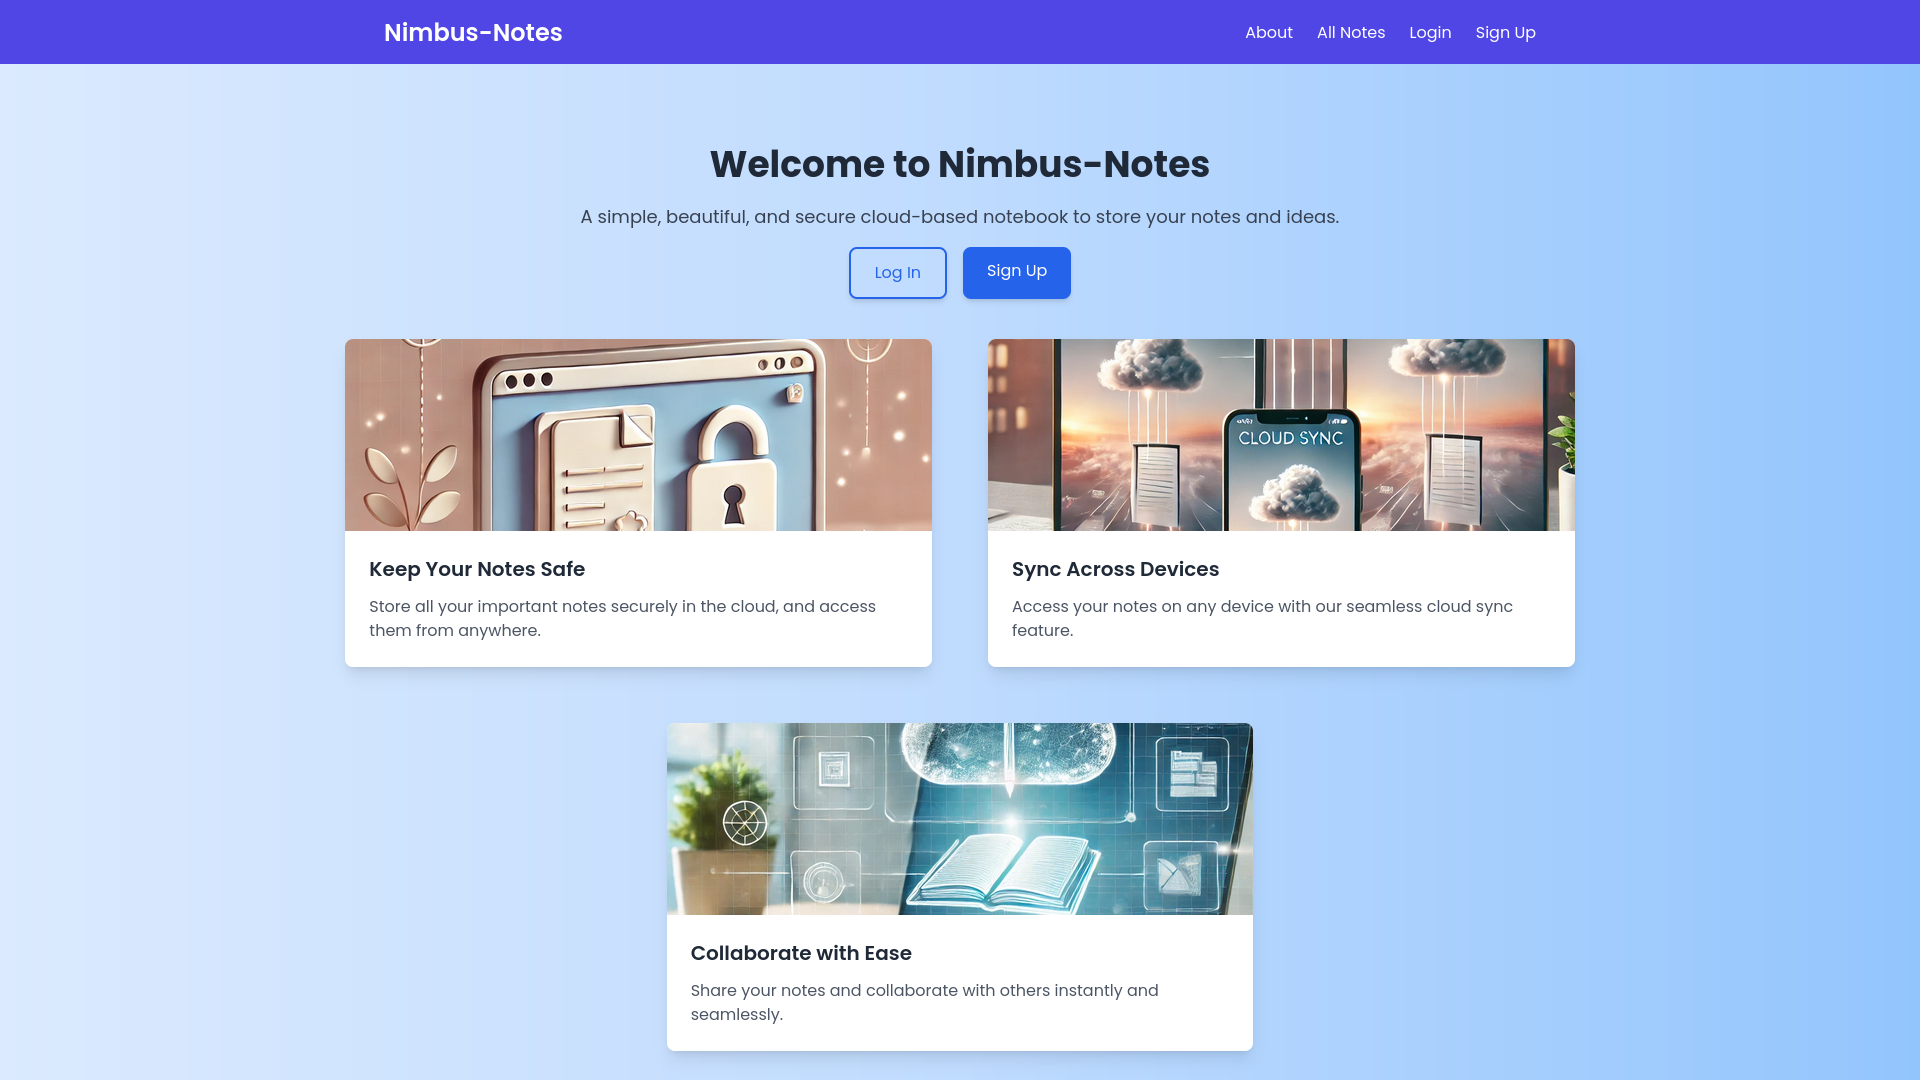 Nimbus-Notes
About
All Notes
Login
Sign Up
Welcome to Nimbus-Notes
A simple, beautiful, and secure cloud-based notebook to store your notes and ideas.
Log In
Sign Up
CLOUD SYNC
Keep Your Notes Safe
Store all your important notes securely in the cloud, and access
them from anywhere.
Sync Across Devices
Access your notes on any device with our seamless cloud sync
feature.
Collaborate with Ease
Share your notes and collaborate with others instantly and
seamlessly.